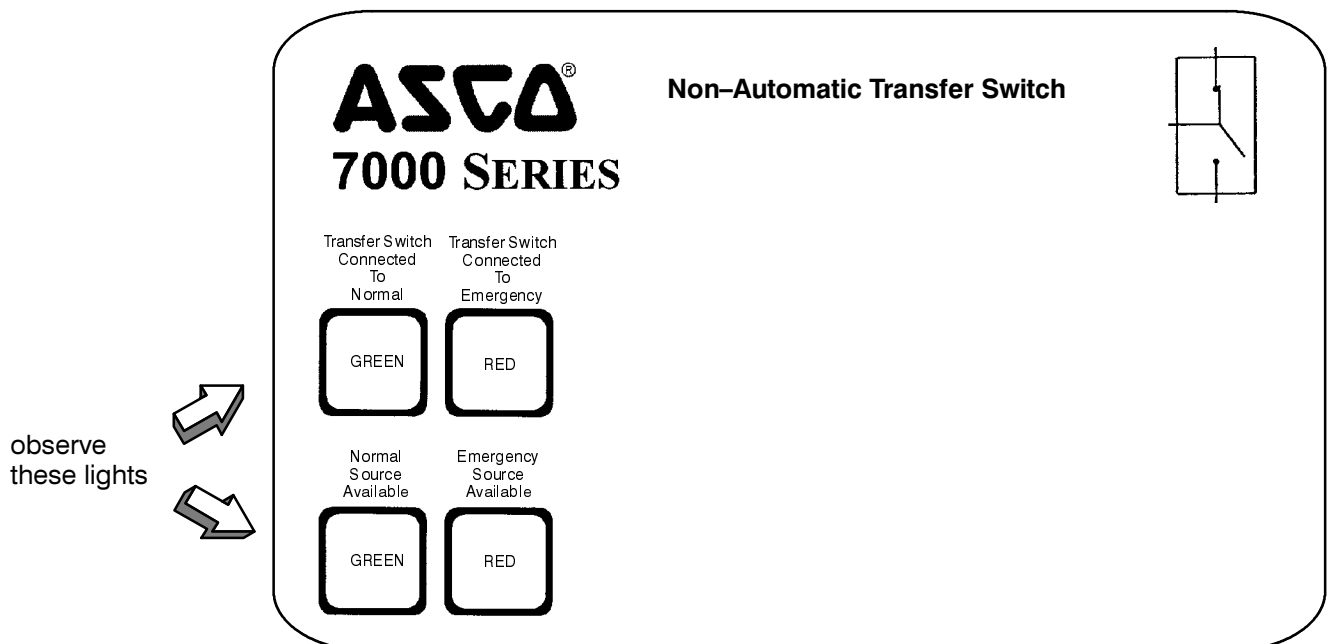 ASCO®
7000 SERIES
Non–Automatic Transfer Switch
Transfer Switch
Connected
To
Normal
Transfer Switch
Connected
To
Emergency
GREEN
RED
observe
these lights
Normal
Source
Available
Emergency
Source
Available
GREEN
RED